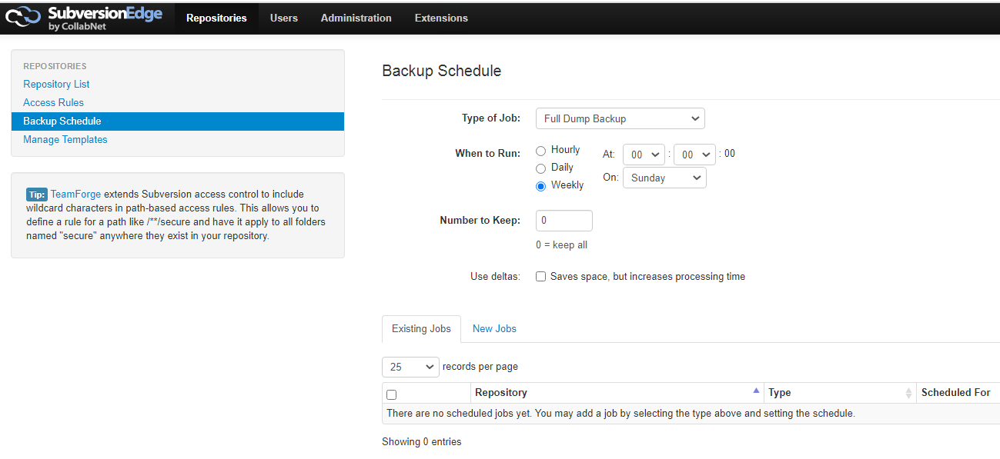 SubversionEdge
by CollabNet
Repositories Users Administration Extensions
REPOSITORIES
Repository List
Access Rules
Backup Schedule
Manage Templates
Tip: TeamForge extends Subversion access control to include
wildcard characters in path-based access rules. This allows you to
define a rule for a path like /**/secure and have it apply to all folders
named "secure" anywhere they exist in your repository.
Backup Schedule
Type of Job: Full Dump Backup
When to Run: Hourly At: 00 : 00 : 00
Daily
On: Sunday
Weekly
Number to Keep: 0
0 = keep all
Use deltas: Saves space, but increases processing time
Existing Jobs New Jobs
25 records per page
Repository Type Scheduled For
There are no scheduled jobs yet. You may add a job by selecting the type above and setting the schedule.
Showing 0 entries